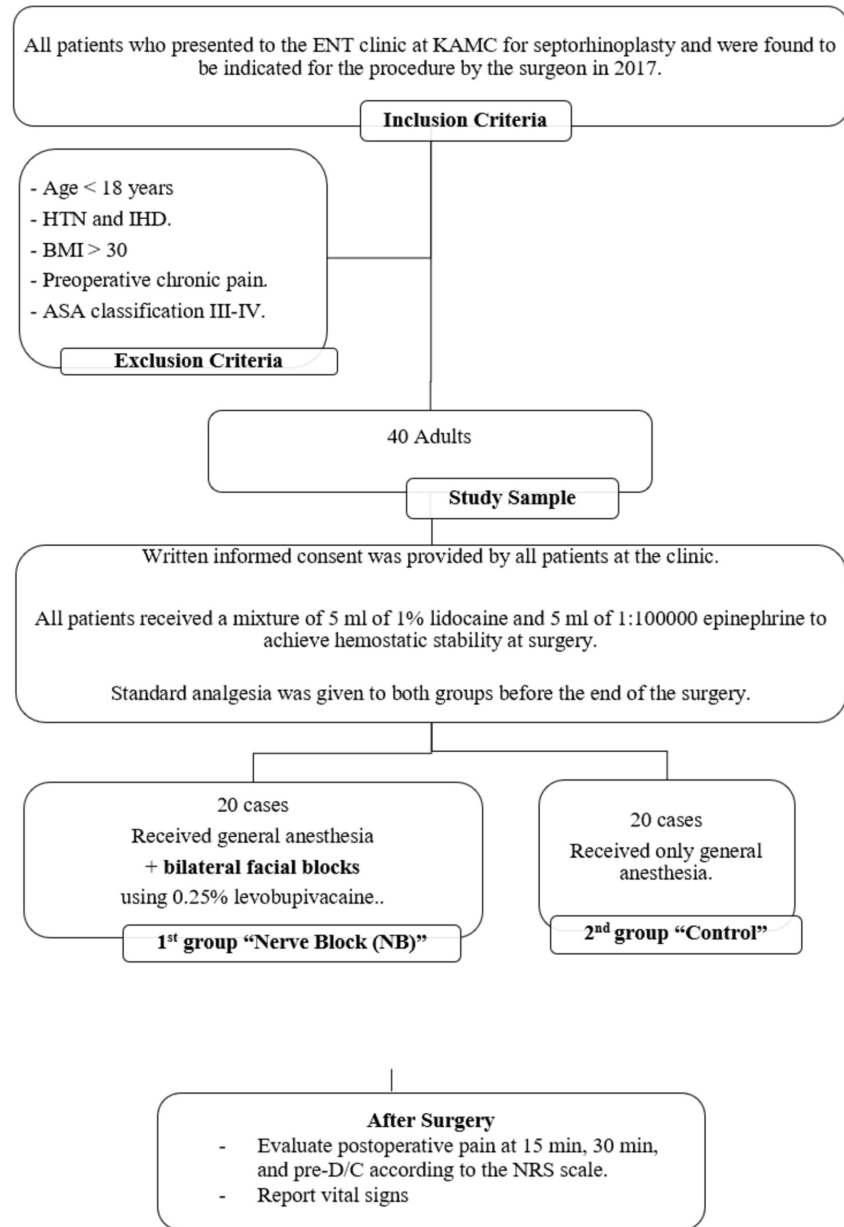 All patients who presented to the ENT clinic at KAMC for septorhinoplasty and were found to
be indicated for the procedure by the surgeon in 2017.
Inclusion Criteria
- Age < 18 years
- HTN and IHD.
- BMI > 30
- Preoperative chronic pain.
- ASA classification III-IV.
Exclusion Criteria
40 Adults
Study Sample
Written informed consent was provided by all patients at the clinic.
All patients received a mixture of 5 ml of 1% lidocaine and 5 ml of 1:100000 epinephrine to
achieve hemostatic stability at surgery.
Standard analgesia was given to both groups before the end of the surgery.
20 cases
Received general anesthesia
+ bilateral facial blocks
using 0.25% levobupivacaine..
1st group “Nerve Block (NB)”
20 cases
Received only general
anesthesia.
2nd group “Control”
After Surgery
- Evaluate postoperative pain at 15 min, 30 min,
and pre-D/C according to the NRS scale.
- Report vital signs